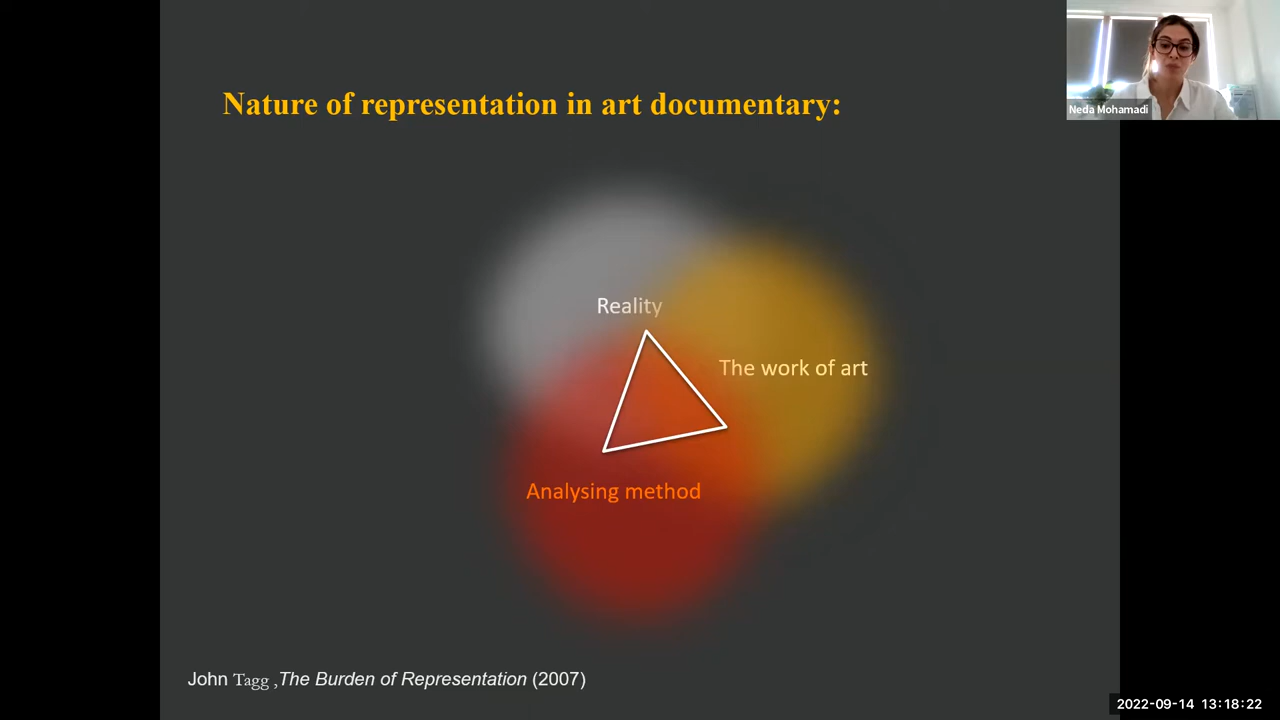 Nature of representation in art documentary:
Neda Mohamadi
Reality
The work of art
Analysing method
John Tagg ,The Burden of Representation (2007)
2022-09-14 13:18:22